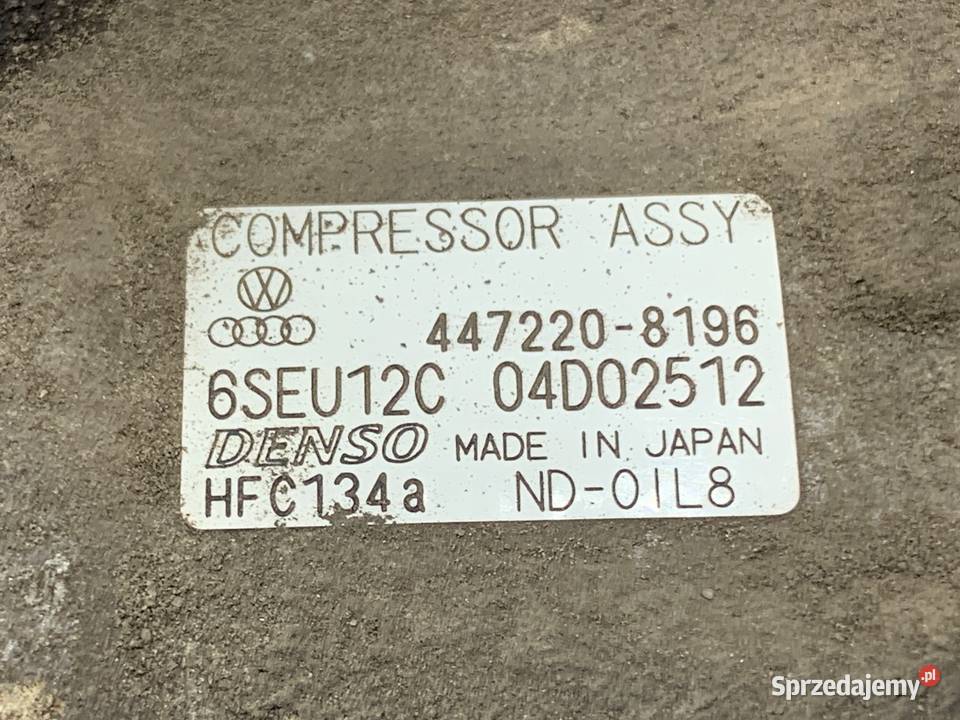 COMPRESSOR ASSY
447220-8196
6SEU12C 04D02512
DENSO MADE IN JAPAN
HFC134a ND-OIL8
Sprzedajemy.pl